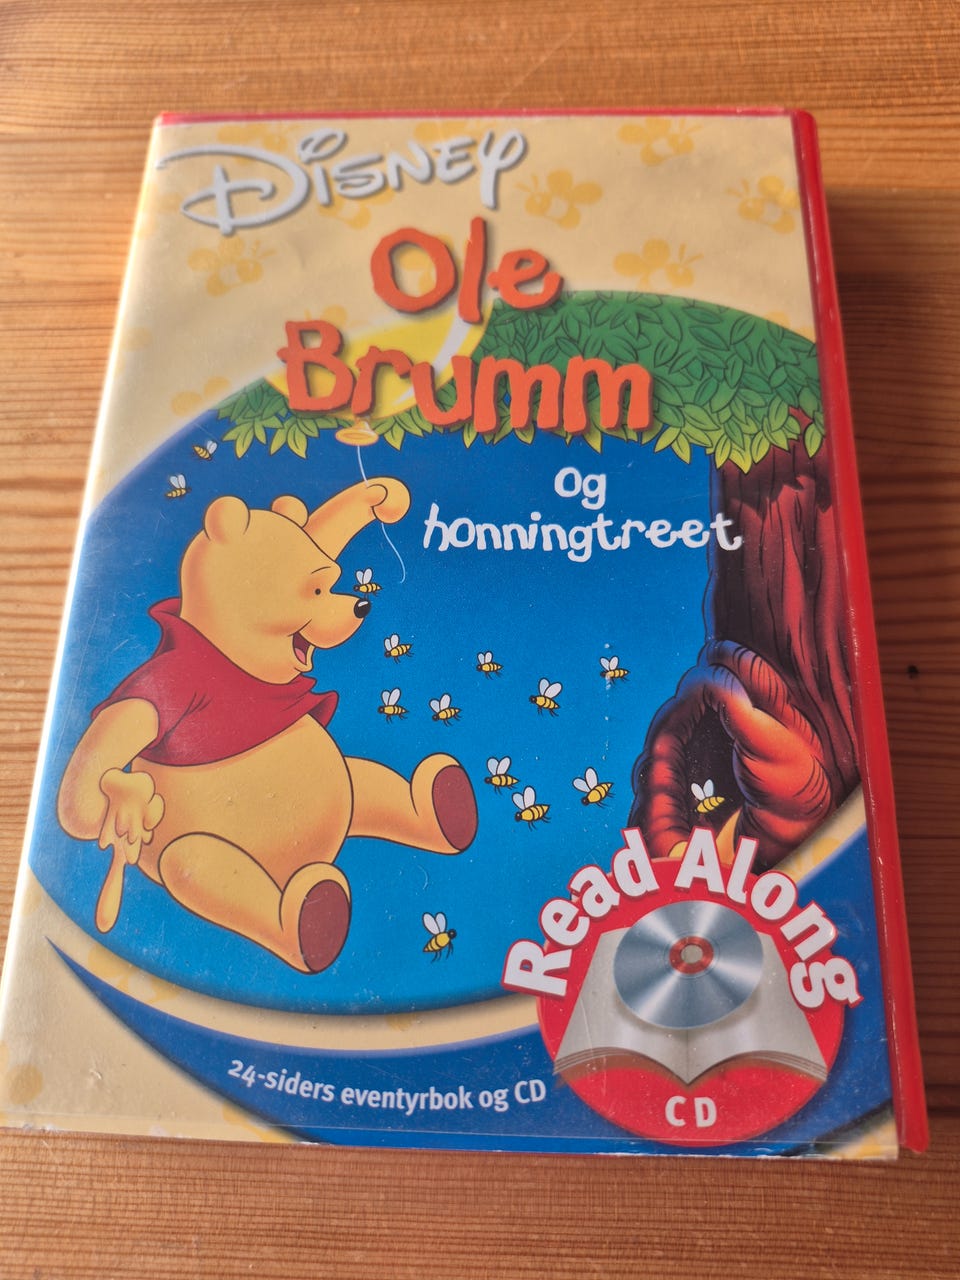 Disney
Ole
Brumm
og
honningtreet
Read Along
24-siders eventyrbok og CD
CD